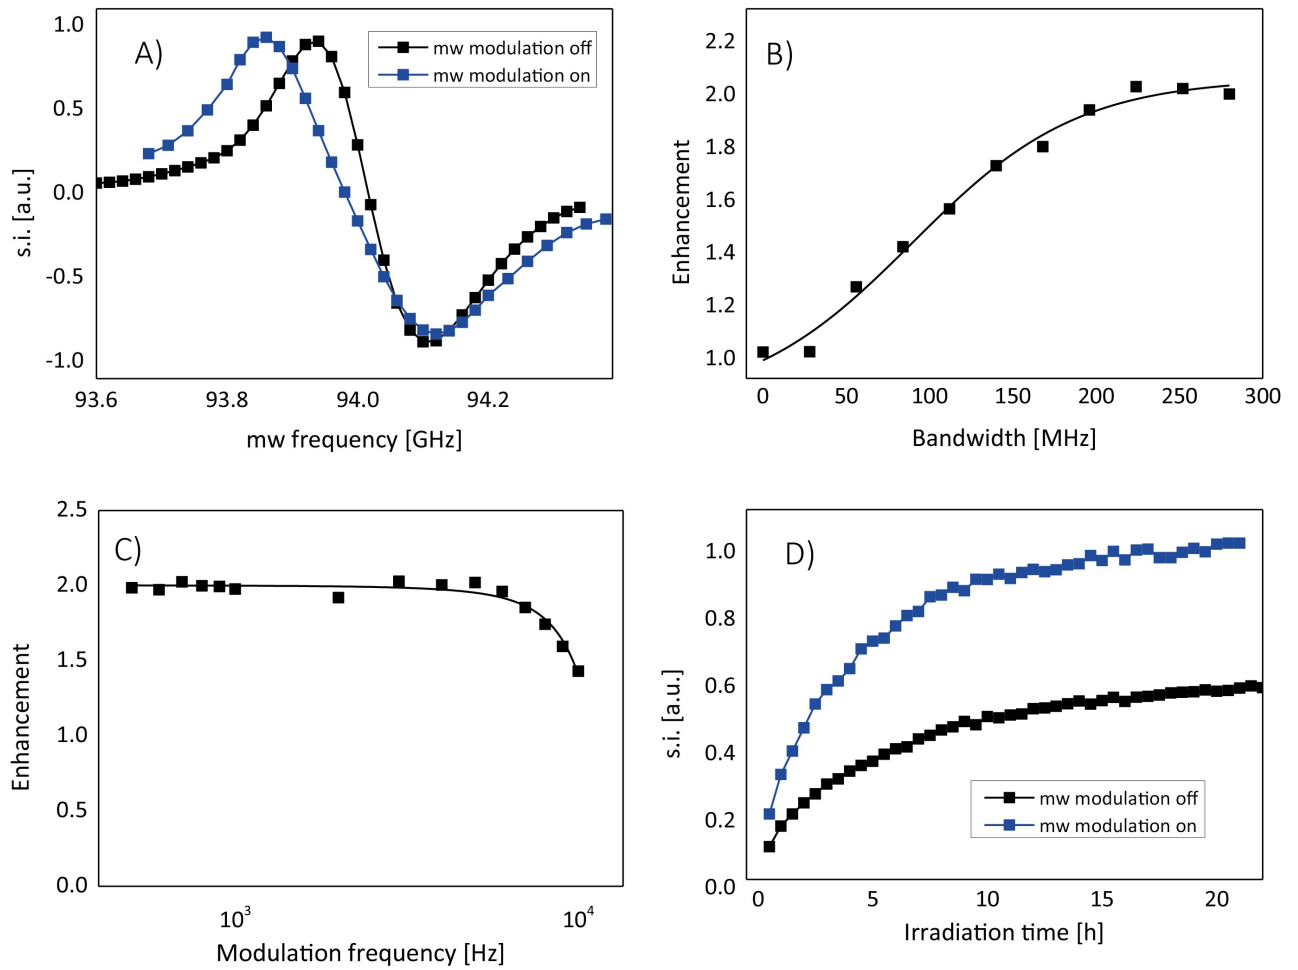 A)
mw modulation off
mw modulation on
1.0
0.5
0.0
-0.5
-1.0
s.i. [a.u.]
93.6 93.8 94.0 94.2
mw frequency [GHz]
B)
2.2
2.0
1.8
1.6
1.4
1.2
1.0
Enhancement
0 50 100 150 200 250 300
Bandwidth [MHz]
C)
2.5
2.0
1.5
1.0
0.5
0.0
Enhancement
10³ 10⁴
Modulation frequency [Hz]
D)
1.0
0.8
0.6
0.4
0.2
0.0
s.i. [a.u.]
mw modulation off
mw modulation on
0 5 10 15 20
Irradiation time [h]